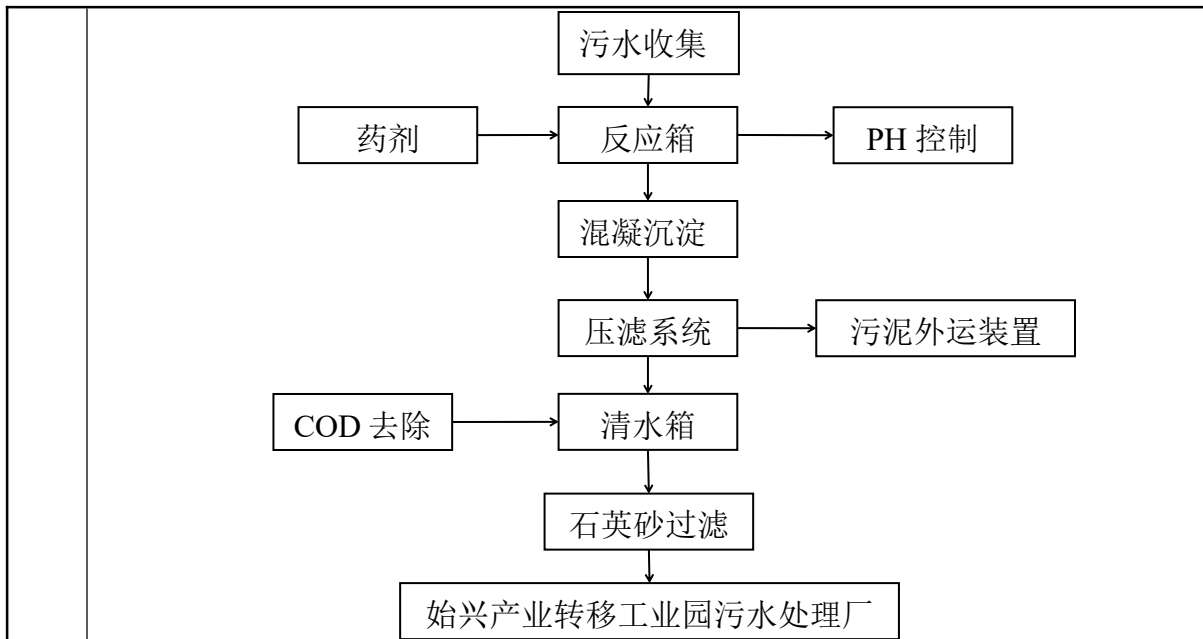 污水收集
药剂
反应箱
PH 控制
混凝沉淀
压滤系统
污泥外运装置
COD 去除
清水箱
石英砂过滤
始兴产业转移工业园污水处理厂